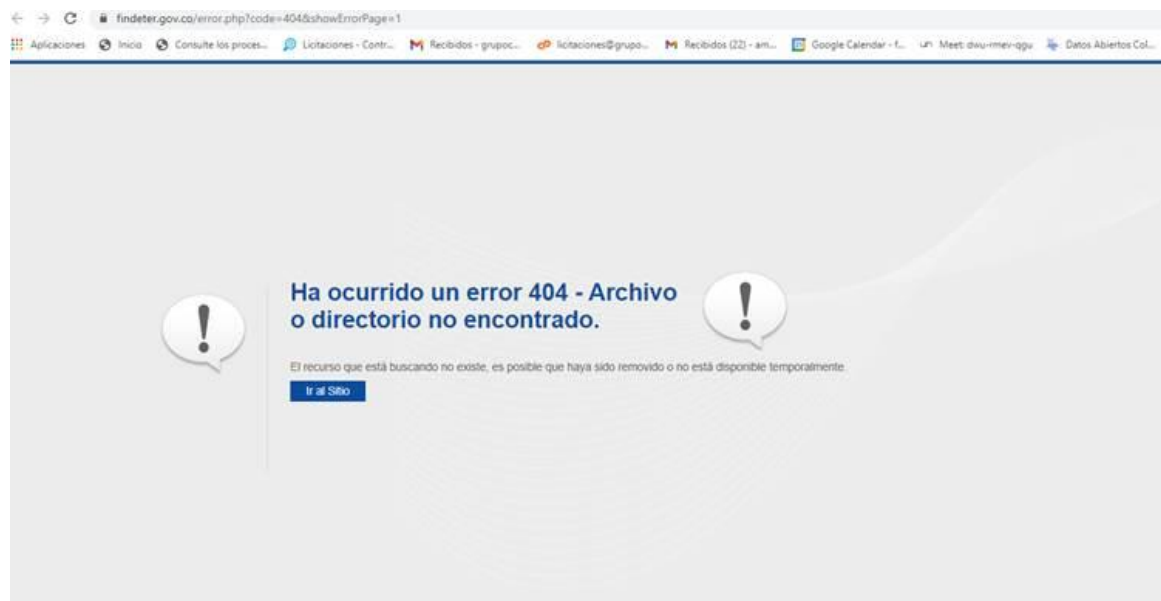 findeter.gov.co/error.php?code=404&showErrorPage=1
Aplicaciones Inicio Consulte los proces... Licitaciones - Contr... Recibidos - grupoc... licitaciones@grupo... Recibidos (22) - am... Google Calendar - f... Meet: dwu-rmev-qgu Datos Abiertos Col...
Ha ocurrido un error 404 - Archivo
o directorio no encontrado.
El recurso que está buscando no existe, es posible que haya sido removido o no está disponible temporalmente.
Ir al Sitio